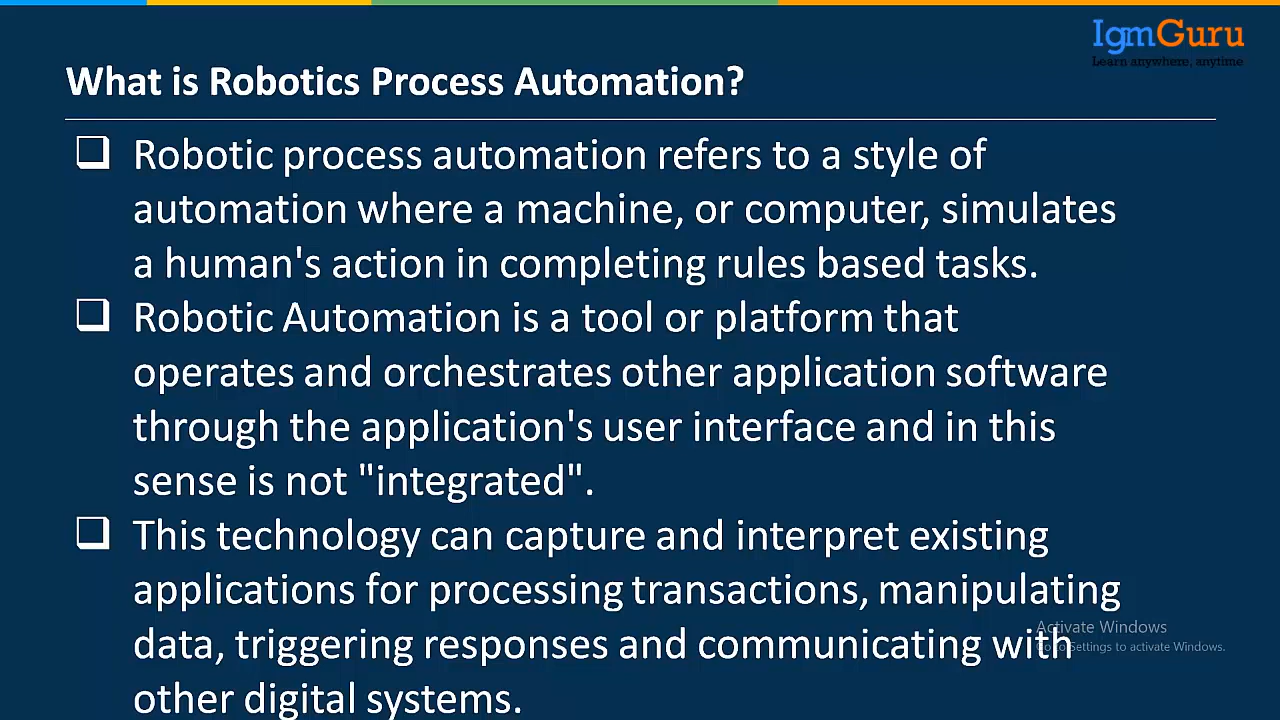 IgmGuru
Learn anywhere, anytime
What is Robotics Process Automation?
Robotic process automation refers to a style of
automation where a machine, or computer, simulates
a human's action in completing rules based tasks.
Robotic Automation is a tool or platform that
operates and orchestrates other application software
through the application's user interface and in this
sense is not "integrated".
This technology can capture and interpret existing
applications for processing transactions, manipulating
data, triggering responses and communicating with
other digital systems.
Activate Windows
Go to Settings to activate Windows.